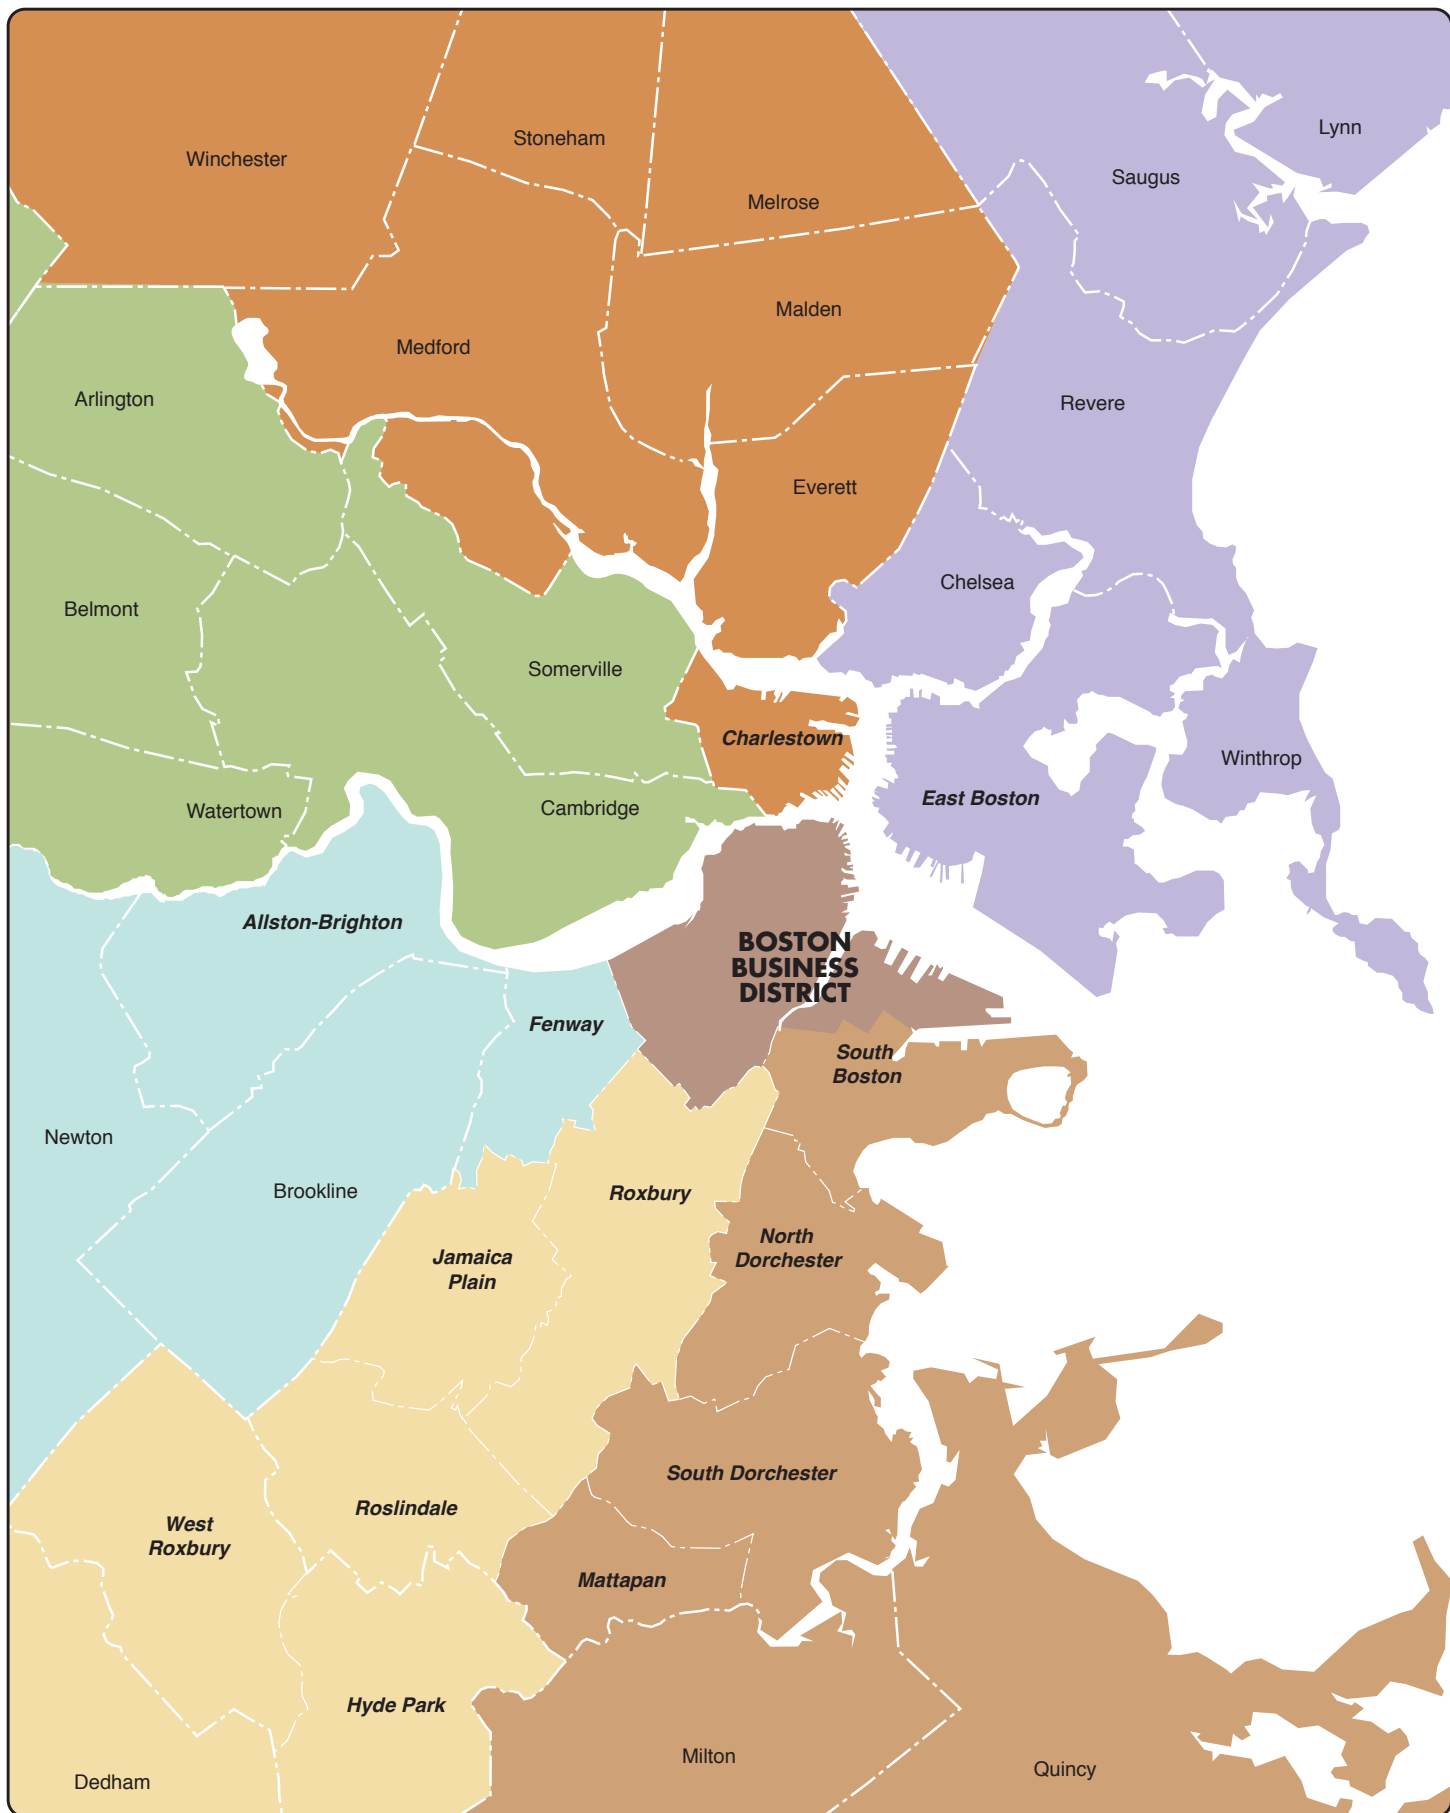 Lynn
Stoneham
Winchester
Saugus
Melrose
Malden
Medford
Arlington
Revere
Everett
Chelsea
Belmont
Somerville
Charlestown
Winthrop
East Boston
Cambridge
Watertown
Allston-Brighton
BOSTON
BUSINESS
DISTRICT
Fenway
South
Boston
Newton
Brookline
Roxbury
North
Dorchester
Jamaica
Plain
South Dorchester
Roslindale
West
Roxbury
Mattapan
Hyde Park
Milton
Quincy
Dedham